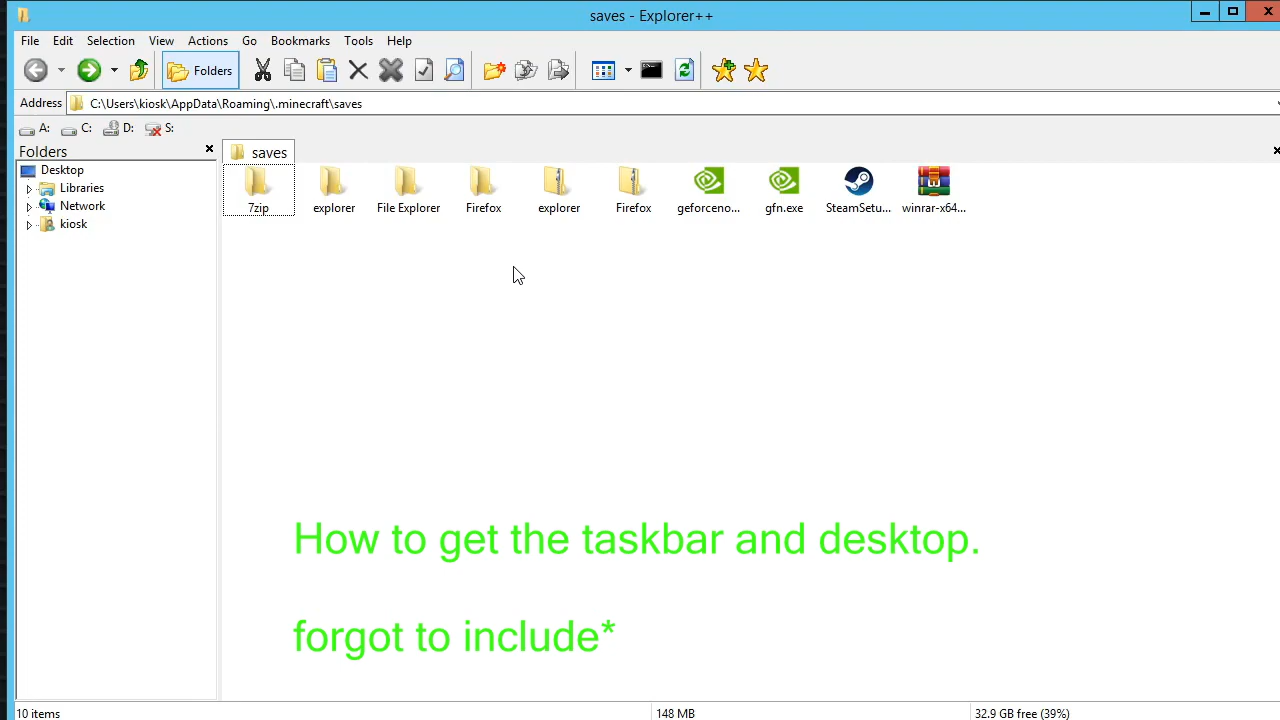 saves - Explorer++
File Edit Selection View Actions Go Bookmarks Tools Help
Folders
Address C:\Users\kiosk\AppData\Roaming\.minecraft\saves
A: C: D: S:
Folders
saves
Desktop
Libraries
Network
kiosk
7zip explorer File Explorer Firefox explorer Firefox geforceno... gfn.exe SteamSetu... winrar-x64...
How to get the taskbar and desktop.
forgot to include*
10 items 148 MB 32.9 GB free (39%)